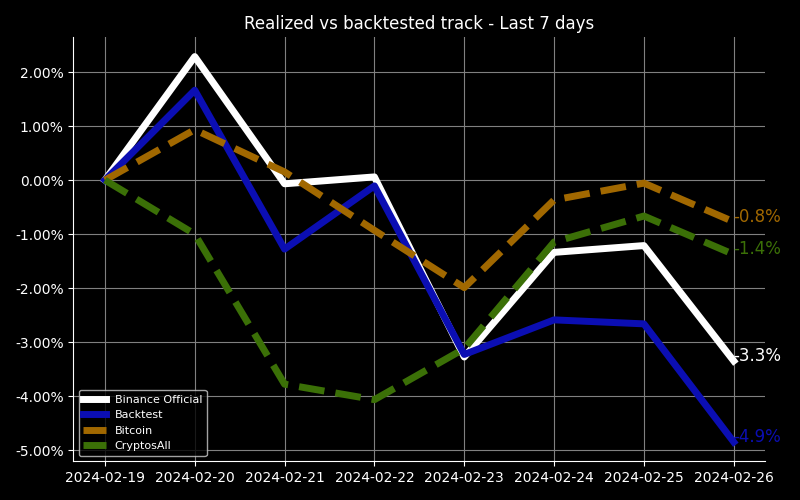 Realized vs backtested track - Last 7 days
2.00%
1.00%
0.00%
-1.00%
-2.00%
-3.00%
-4.00%
-5.00%
-0.8%
-1.4%
-3.3%
-4.9%
Binance Official
Backtest
Bitcoin
CryptosAll
2024-02-19 2024-02-20 2024-02-21 2024-02-22 2024-02-23 2024-02-24 2024-02-25 2024-02-26